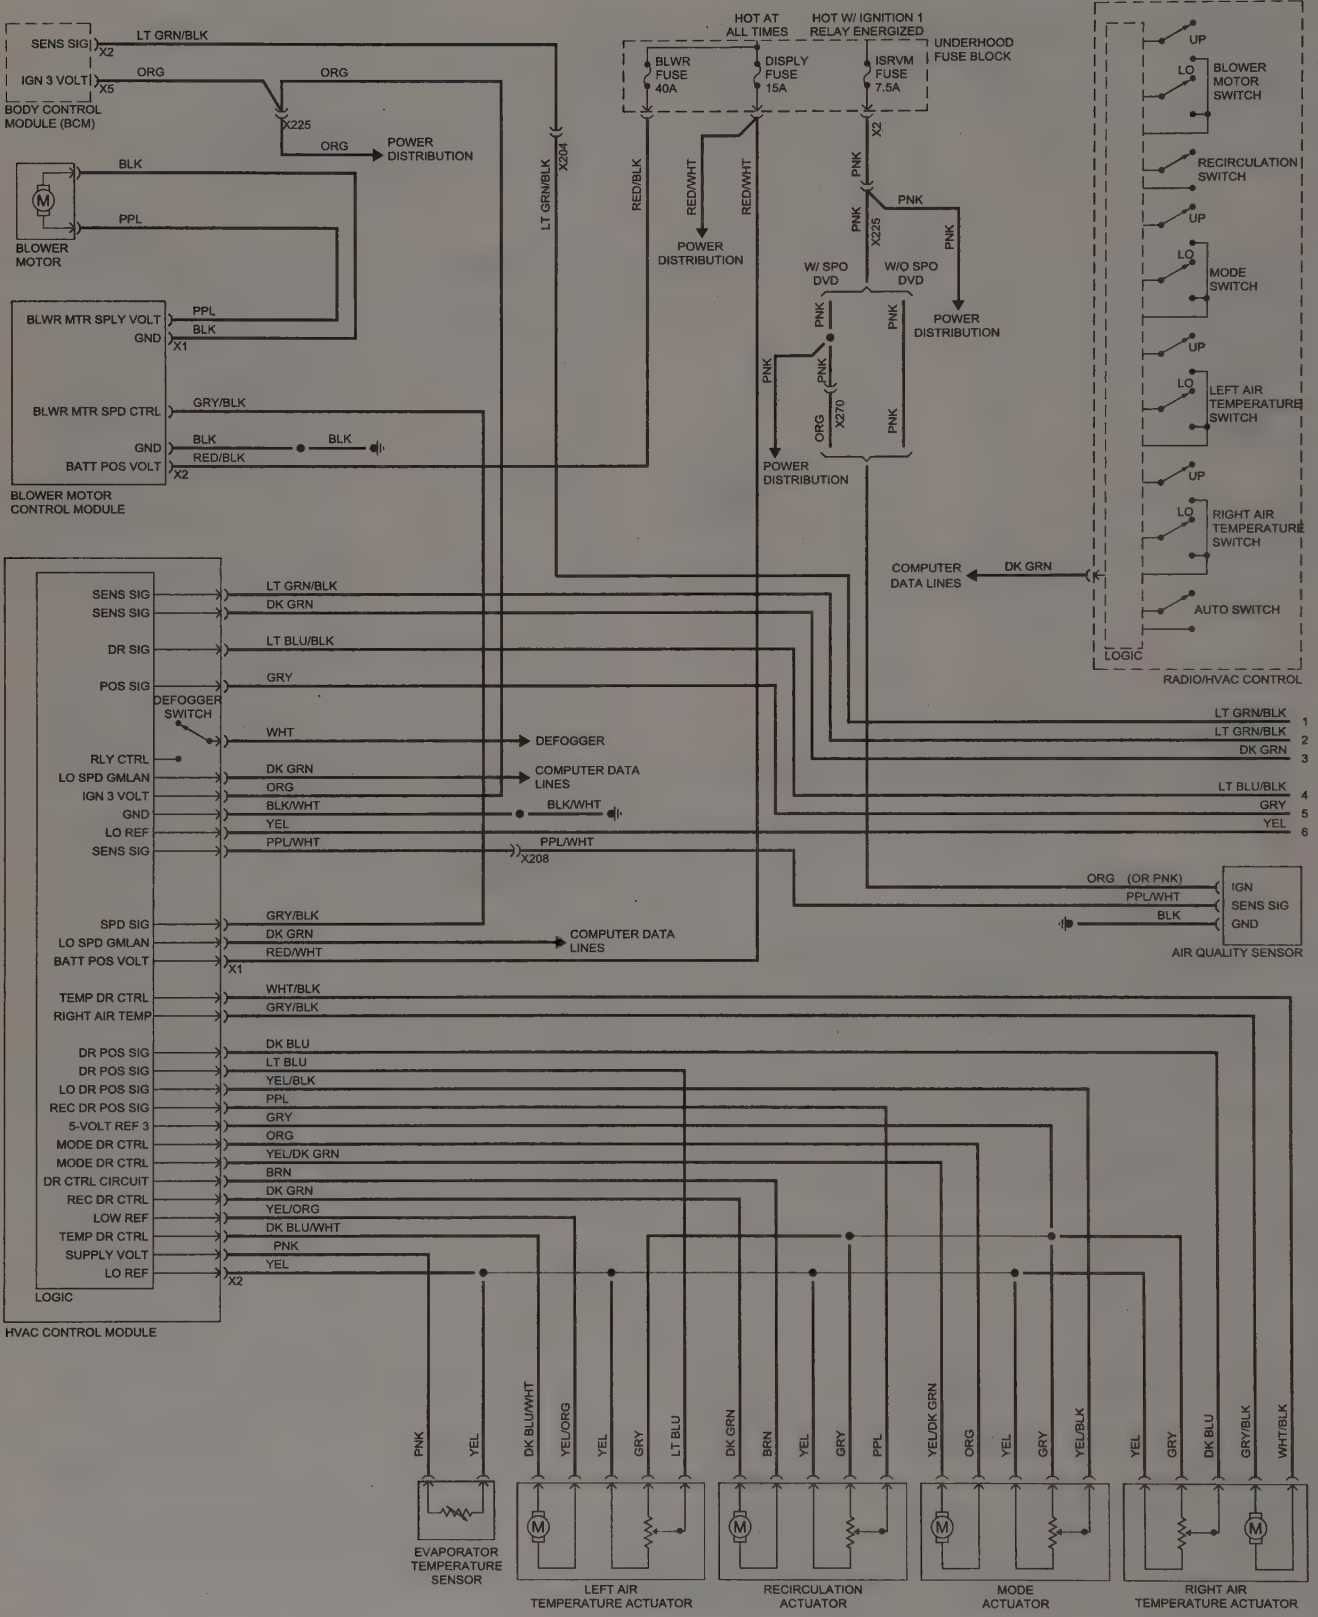 SENS SIG
X2
LT GRN/BLK
IGN 3 VOLT
X5
ORG
ORG
BODY CONTROL
MODULE (BCM)
X225
ORG
POWER
DISTRIBUTION
BLK
M
PPL
BLOWER
MOTOR
BLWR MTR SPLY VOLT
PPL
GND
BLK
X1
BLWR MTR SPD CTRL
GRY/BLK
GND
BLK
BLK
BATT POS VOLT
RED/BLK
X2
BLOWER MOTOR
CONTROL MODULE
HOT AT
ALL TIMES
HOT W/ IGNITION 1
RELAY ENERGIZED
UNDERHOOD
FUSE BLOCK
BLWR
FUSE
40A
DISPLY
FUSE
15A
ISRVM
FUSE
7.5A
X2
X204
LT GRN/BLK
RED/BLK
RED/WHT
RED/WHT
PNK
PNK
X225
PNK
PNK
POWER
DISTRIBUTION
W/ SPO
DVD
W/O SPO
DVD
PNK
PNK
POWER
DISTRIBUTION
PNK
PNK
ORG
X270
PNK
POWER
DISTRIBUTION
UP
LO
BLOWER
MOTOR
SWITCH
RECIRCULATION
SWITCH
UP
LO
MODE
SWITCH
UP
LO
LEFT AIR
TEMPERATURE
SWITCH
UP
LO
RIGHT AIR
TEMPERATURE
SWITCH
AUTO SWITCH
LOGIC
RADIO/HVAC CONTROL
COMPUTER
DATA LINES
DK GRN
SENS SIG
LT GRN/BLK
SENS SIG
DK GRN
DR SIG
LT BLU/BLK
POS SIG
GRY
DEFOGGER
SWITCH
WHT
DEFOGGER
RLY CTRL
LO SPD GMLAN
DK GRN
COMPUTER DATA
LINES
IGN 3 VOLT
ORG
GND
BLK/WHT
BLK/WHT
LO REF
YEL
SENS SIG
PPL/WHT
X208
PPL/WHT
SPD SIG
GRY/BLK
LO SPD GMLAN
DK GRN
COMPUTER DATA
LINES
BATT POS VOLT
RED/WHT
X1
LT GRN/BLK 1
LT GRN/BLK 2
DK GRN 3
LT BLU/BLK 4
GRY 5
YEL 6
ORG (OR PNK)
IGN
PPL/WHT
SENS SIG
BLK
GND
AIR QUALITY SENSOR
TEMP DR CTRL
WHT/BLK
RIGHT AIR TEMP
GRY/BLK
DR POS SIG
DK BLU
DR POS SIG
LT BLU
LO DR POS SIG
YEL/BLK
REC DR POS SIG
PPL
5-VOLT REF 3
GRY
MODE DR CTRL
ORG
MODE DR CTRL
YEL/DK GRN
DR CTRL CIRCUIT
BRN
REC DR CTRL
DK GRN
LOW REF
YEL/ORG
TEMP DR CTRL
DK BLU/WHT
SUPPLY VOLT
PNK
LO REF
YEL
X2
LOGIC
HVAC CONTROL MODULE
PNK
YEL
DK BLU/WHT
YEL/ORG
YEL
GRY
LT BLU
DK GRN
BRN
YEL
GRY
PPL
YEL/DK GRN
ORG
YEL
GRY
YEL/BLK
YEL
GRY
DK BLU
GRY/BLK
WHT/BLK
M
M
M
M
EVAPORATOR
TEMPERATURE
SENSOR
LEFT AIR
TEMPERATURE ACTUATOR
RECIRCULATION
ACTUATOR
MODE
ACTUATOR
RIGHT AIR
TEMPERATURE ACTUATOR